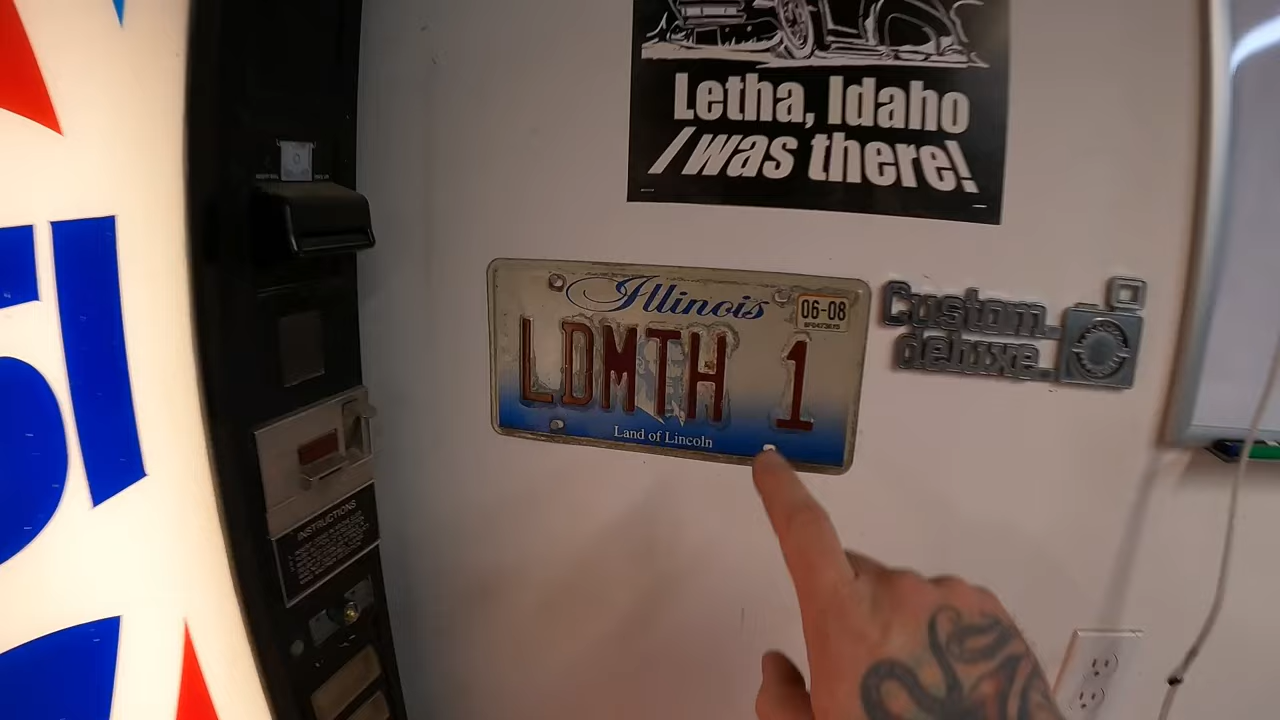 Letha, Idaho
I was there!
Illinois
06-08
LDMTH 1
Land of Lincoln
Custom
deluxe
INSTRUCTIONS